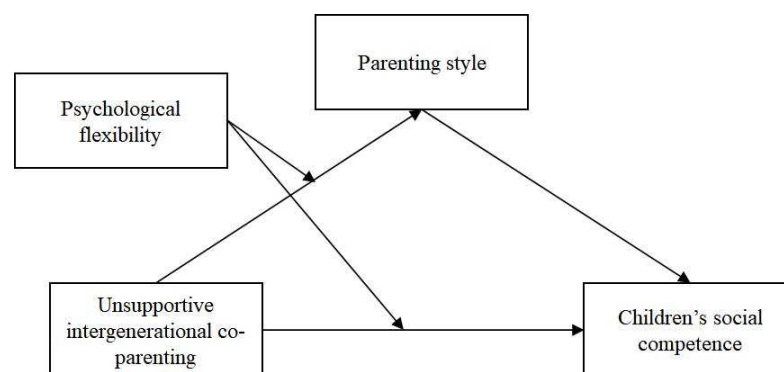 Parenting style
Psychological
flexibility
Unsupportive
intergenerational co-
parenting
Children’s social
competence